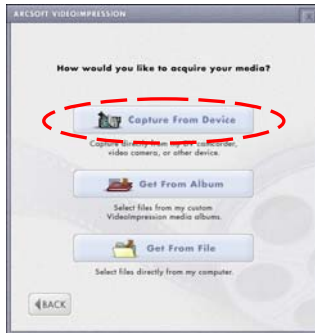 ARCSOFT VIDEOIMPRESSION
X
How would you like to acquire your media?
Capture From Device
Capture directly from my DV camcorder,
video camera, or other device.
Get From Album
Select files from my custom
VideoImpression media albums.
Get From File
Select files directly from my computer.
BACK